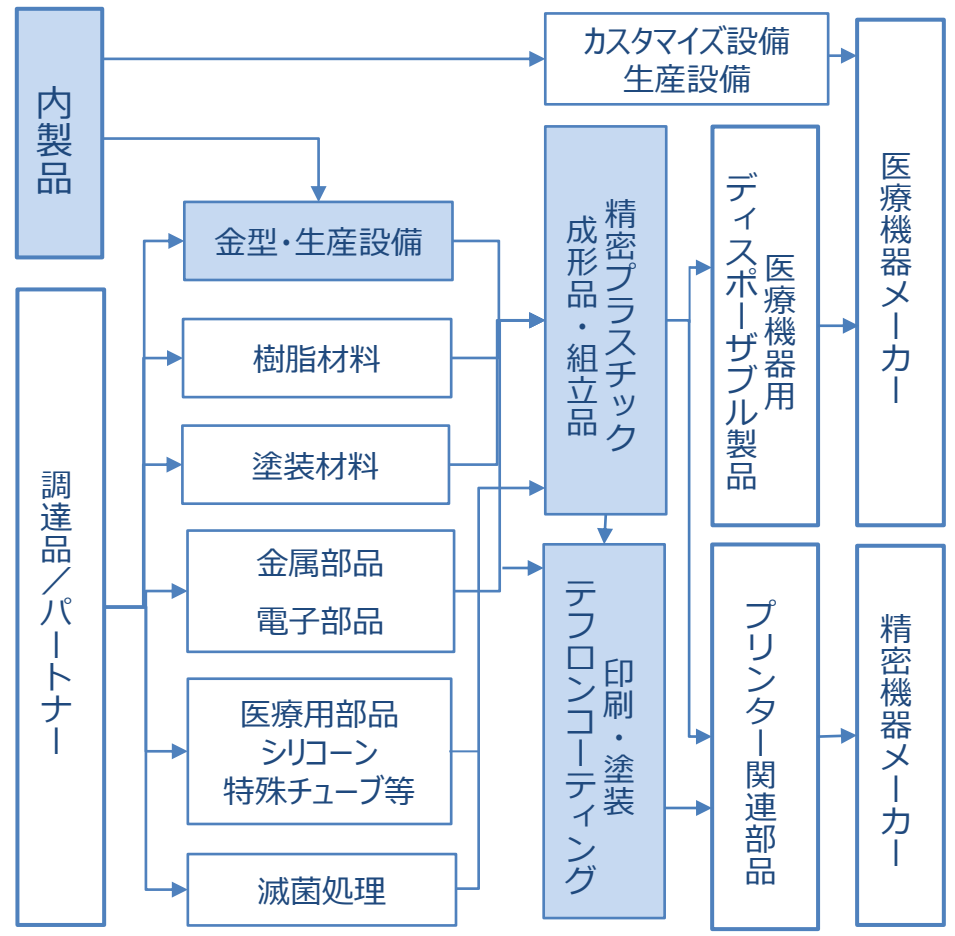 内製品
カスタマイズ設備
生産設備
金型・生産設備
樹脂材料
塗装材料
金属部品
電子部品
医療用部品
シリコーン
特殊チューブ等
滅菌処理
調達品／パートナー
精密プラスチック
成形品・組立品
印刷・塗装
テフロンコーティング
医療機器用
ディスポーザブル製品
プリンター関連部品
医療機器メーカー
精密機器メーカー